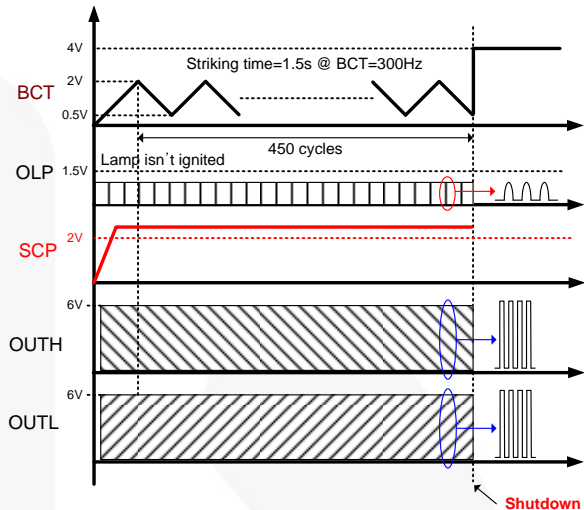 4V
Striking time=1.5s @ BCT=300Hz
2V
BCT
0.5V
450 cycles
Lamp isn`t ignited
1.5V
OLP
SCP
2V
6V
OUTH
6V
OUTL
Shutdown